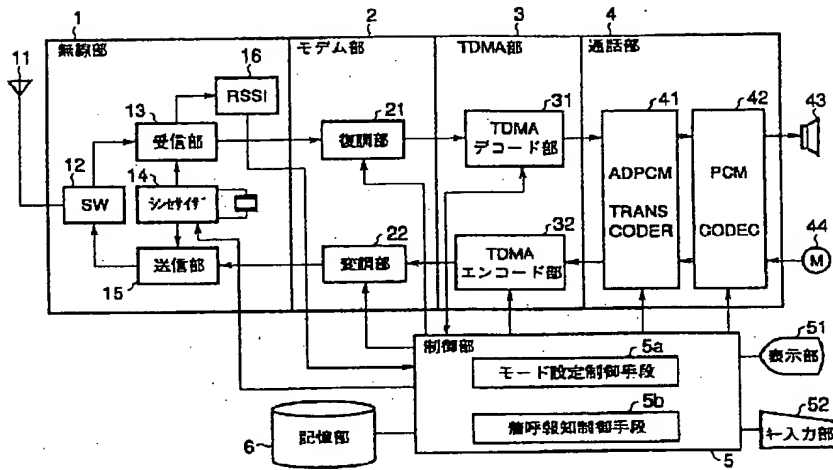 1
2
3
4
無線部
モデム部
TDMA部
通話部
11
16
RSSI
13
受信部
21
復調部
31
TDMA
デコード部
41
42
43
12
SW
14
シンセサイザ
ADPCM
TRANS
CODER
PCM
CODEC
22
変調部
32
TDMA
エンコード部
44
M
送信部
15
制御部
5a
モード設定制御手段
51
表示部
5b
着呼報知制御手段
52
キー入力部
記憶部
6
5